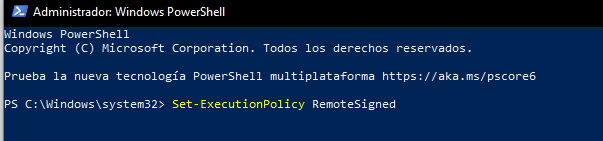 Administrador: Windows PowerShell
Windows PowerShell
Copyright (C) Microsoft Corporation. Todos los derechos reservados.
Prueba la nueva tecnología PowerShell multiplataforma https://aka.ms/pscore6
PS C:\Windows\system32> Set-ExecutionPolicy RemoteSigned